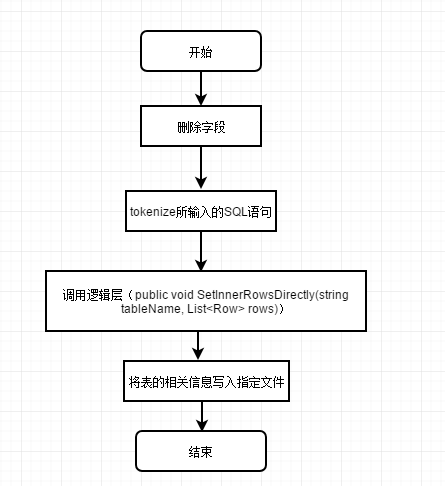 开始
删除字段
tokenize所输入的SQL语句
调用逻辑层（public void SetInnerRowsDirectly(string
tableName, List<Row> rows)）
将表的相关信息写入指定文件
结束